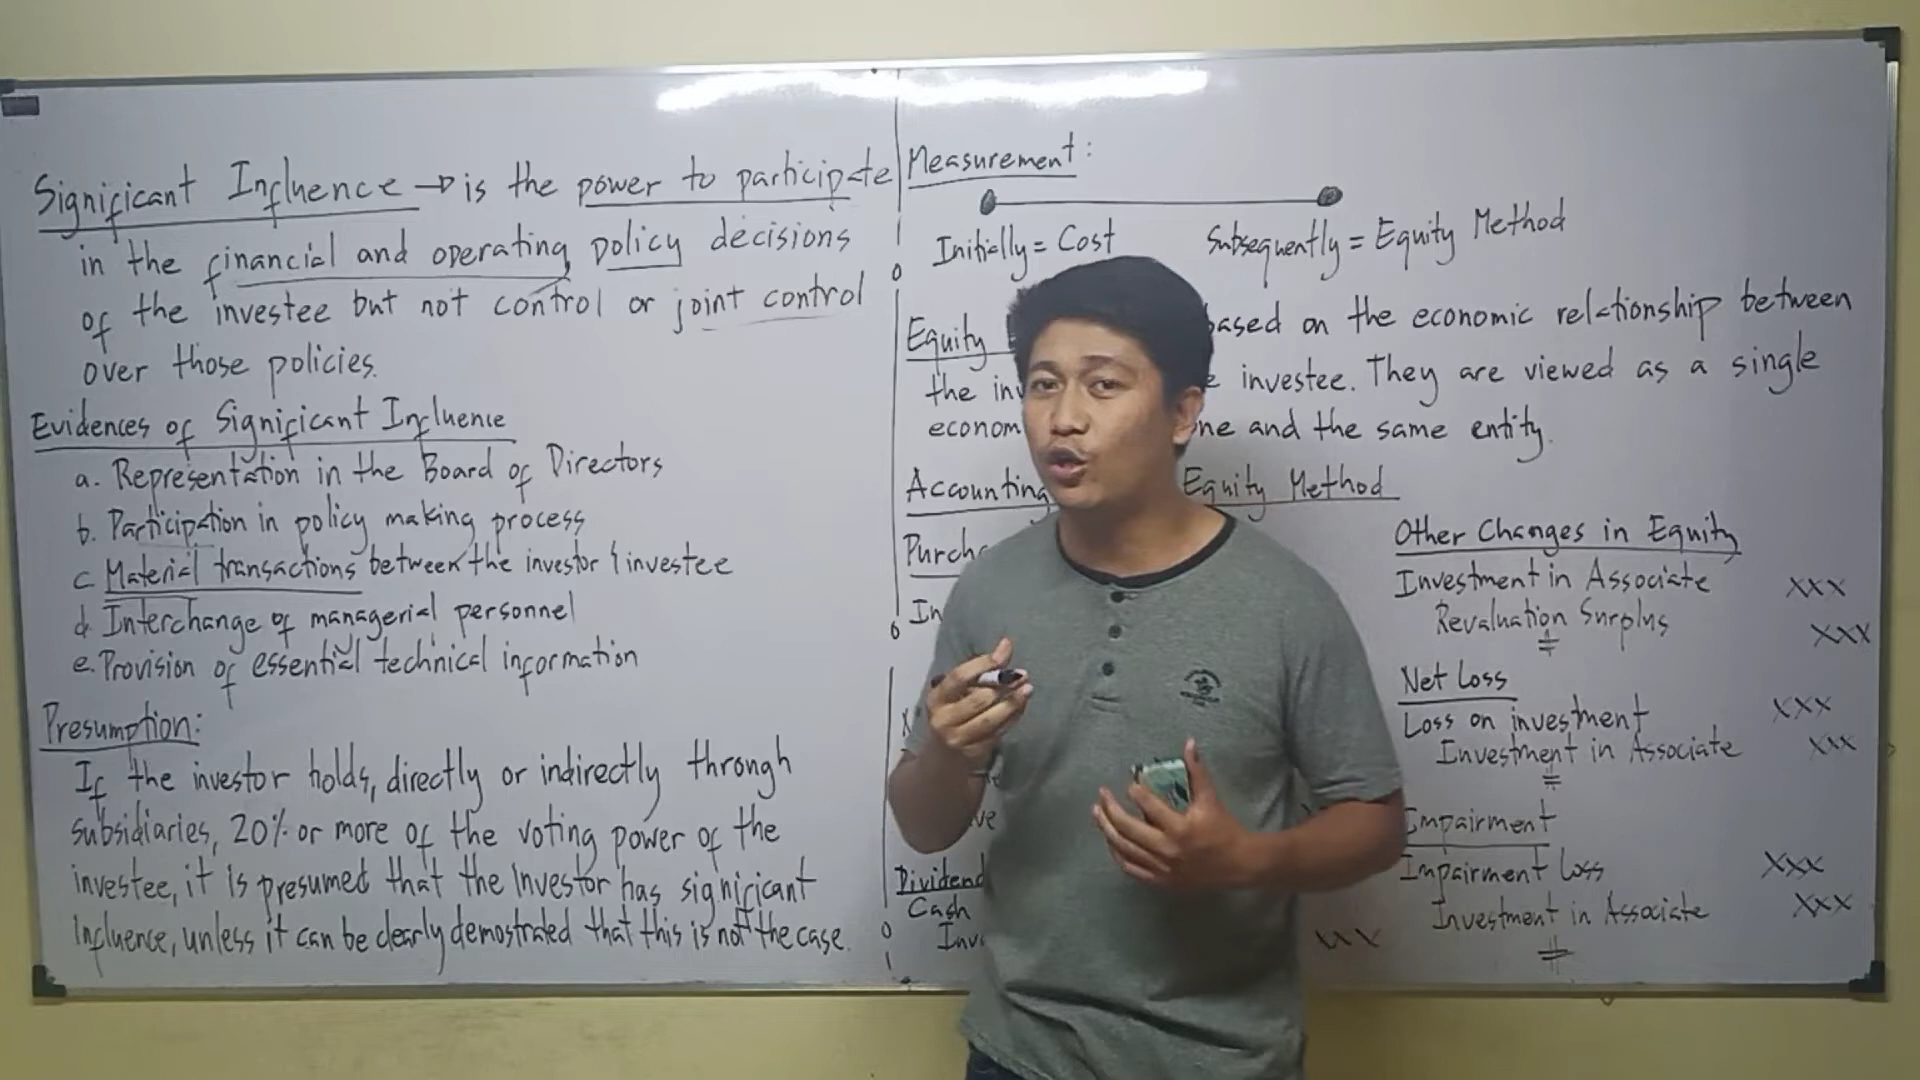 Significant Influence → is the power to participate
in the financial and operating policy decisions
of the investee but not control or joint control
over those policies.
Evidences of Significant Influence
a. Representation in the Board of Directors
b. Participation in policy making process
c. Material transactions between the investor & investee
d. Interchange of managerial personnel
e. Provision of essential technical information
Presumption:
If the investor holds, directly or indirectly through
subsidiaries, 20% or more of the voting power of the
investee, it is presumed that the investor has significant
Influence, unless it can be clearly demostrated that this is not the case.
Measurement:
Initially = Cost
Subsequently = Equity Method
Equity based on the economic relationship between
the investee. They are viewed as a single
and the same entity.
Accounting Equity Method
Dividend
Cash
xxx
Other Changes in Equity
Investment in Associate xxx
Revaluation Surplus xxx
Net Loss
Loss on investment xxx
Investment in Associate xxx
Impairment
Impairment Loss xxx
Investment in Associate xxx